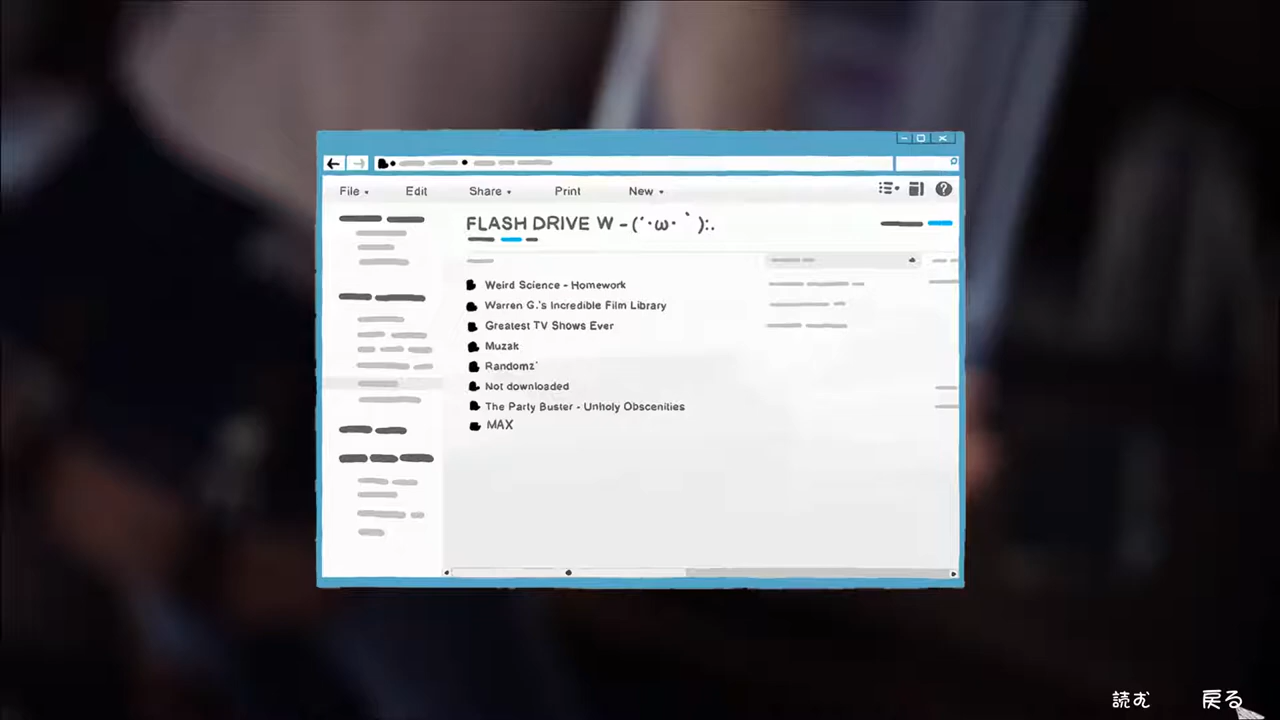 File Edit Share Print New
FLASH DRIVE W -(´･ω･`):.
Weird Science - Homework
Warren G.'s Incredible Film Library
Greatest TV Shows Ever
Muzak
Randomz'
Not downloaded
The Party Buster - Unholy Obscenities
MAX
読む 戻る